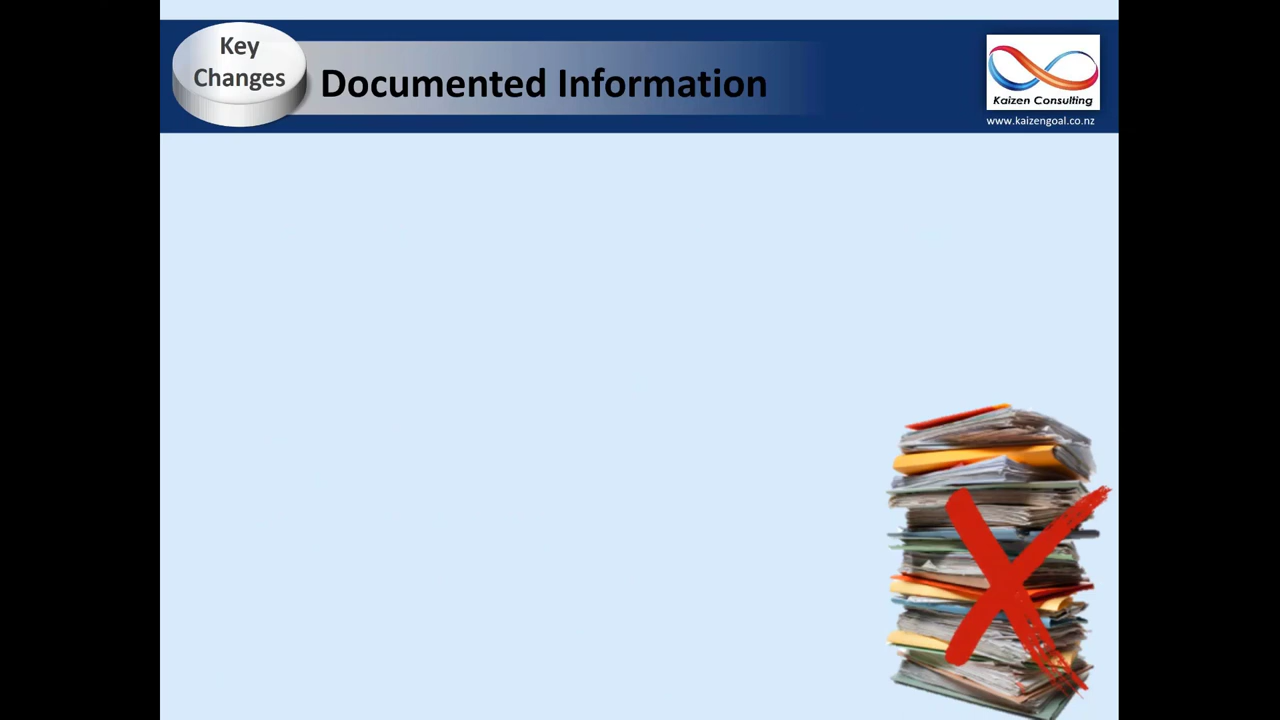 Key
Changes
Documented Information
Kaizen Consulting
www.kaizengoal.co.nz